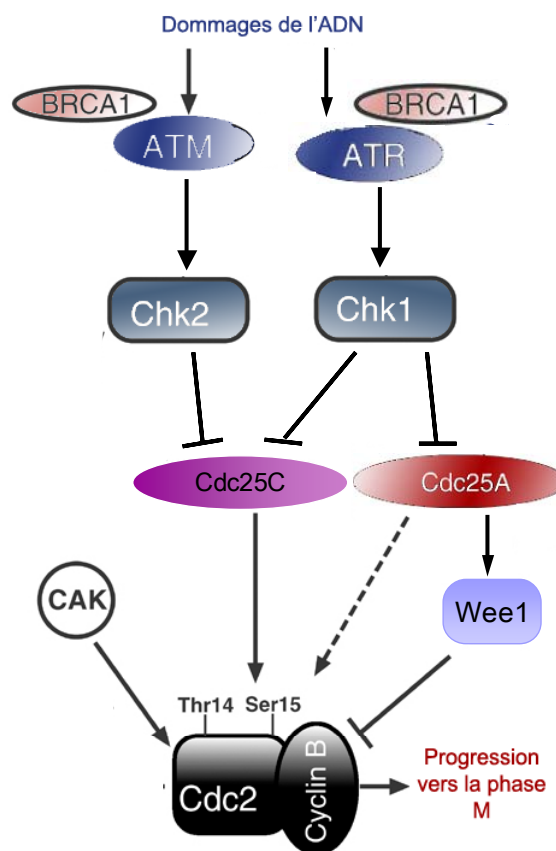 Dommages de l'ADN
BRCA1
BRCA1
ATM
ATR
Chk2
Chk1
Cdc25C
Cdc25A
CAK
Wee1
Thr14
Ser15
Cdc2
Cyclin B
Progression
vers la phase
M